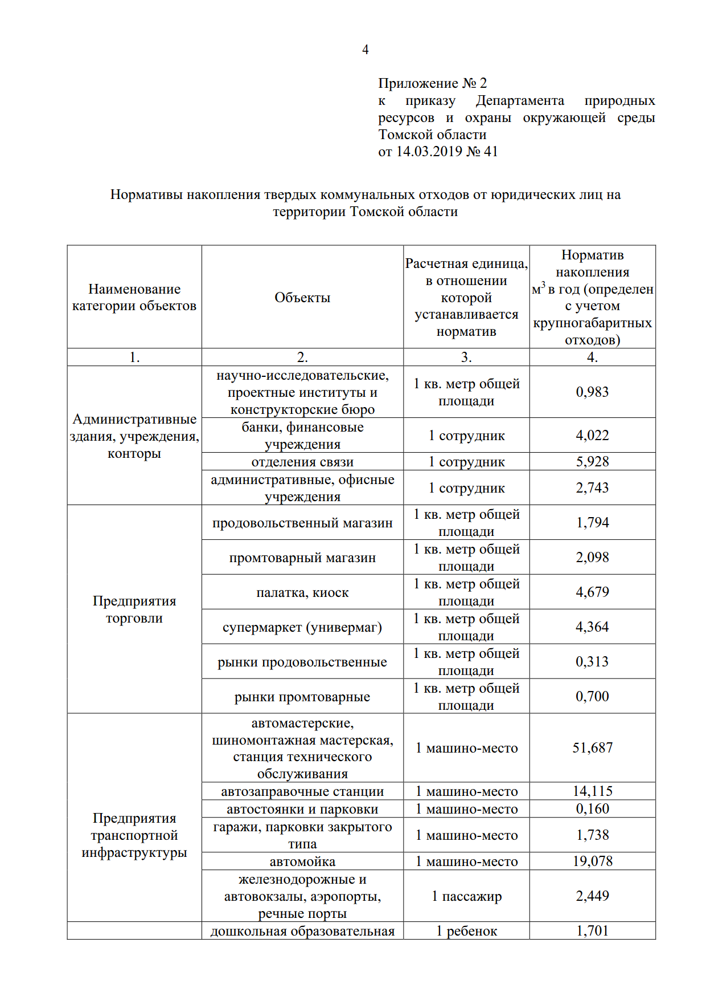 4
Приложение № 2
к приказу Департамента природных
ресурсов и охраны окружающей среды
Томской области
от 14.03.2019 № 41
Нормативы накопления твердых коммунальных отходов от юридических лиц на
территории Томской области
Наименование
категории объектов
Объекты
Расчетная единица,
в отношении
которой
устанавливается
норматив
Норматив
накопления
м³ в год (определен
с учетом
крупногабаритных
отходов)
1.
2.
3.
4.
Административные
здания, учреждения,
конторы
научно-исследовательские,
проектные институты и
конструкторские бюро
1 кв. метр общей
площади
0,983
банки, финансовые
учреждения
1 сотрудник
4,022
отделения связи
1 сотрудник
5,928
административные, офисные
учреждения
1 сотрудник
2,743
Предприятия
торговли
продовольственный магазин
1 кв. метр общей
площади
1,794
промтоварный магазин
1 кв. метр общей
площади
2,098
палатка, киоск
1 кв. метр общей
площади
4,679
супермаркет (универмаг)
1 кв. метр общей
площади
4,364
рынки продовольственные
1 кв. метр общей
площади
0,313
рынки промтоварные
1 кв. метр общей
площади
0,700
Предприятия
транспортной
инфраструктуры
автомастерские,
шиномонтажная мастерская,
станция технического
обслуживания
1 машино-место
51,687
автозаправочные станции
1 машино-место
14,115
автостоянки и парковки
1 машино-место
0,160
гаражи, парковки закрытого
типа
1 машино-место
1,738
автомойка
1 машино-место
19,078
железнодорожные и
автовокзалы, аэропорты,
речные порты
1 пассажир
2,449
дошкольная образовательная
1 ребенок
1,701